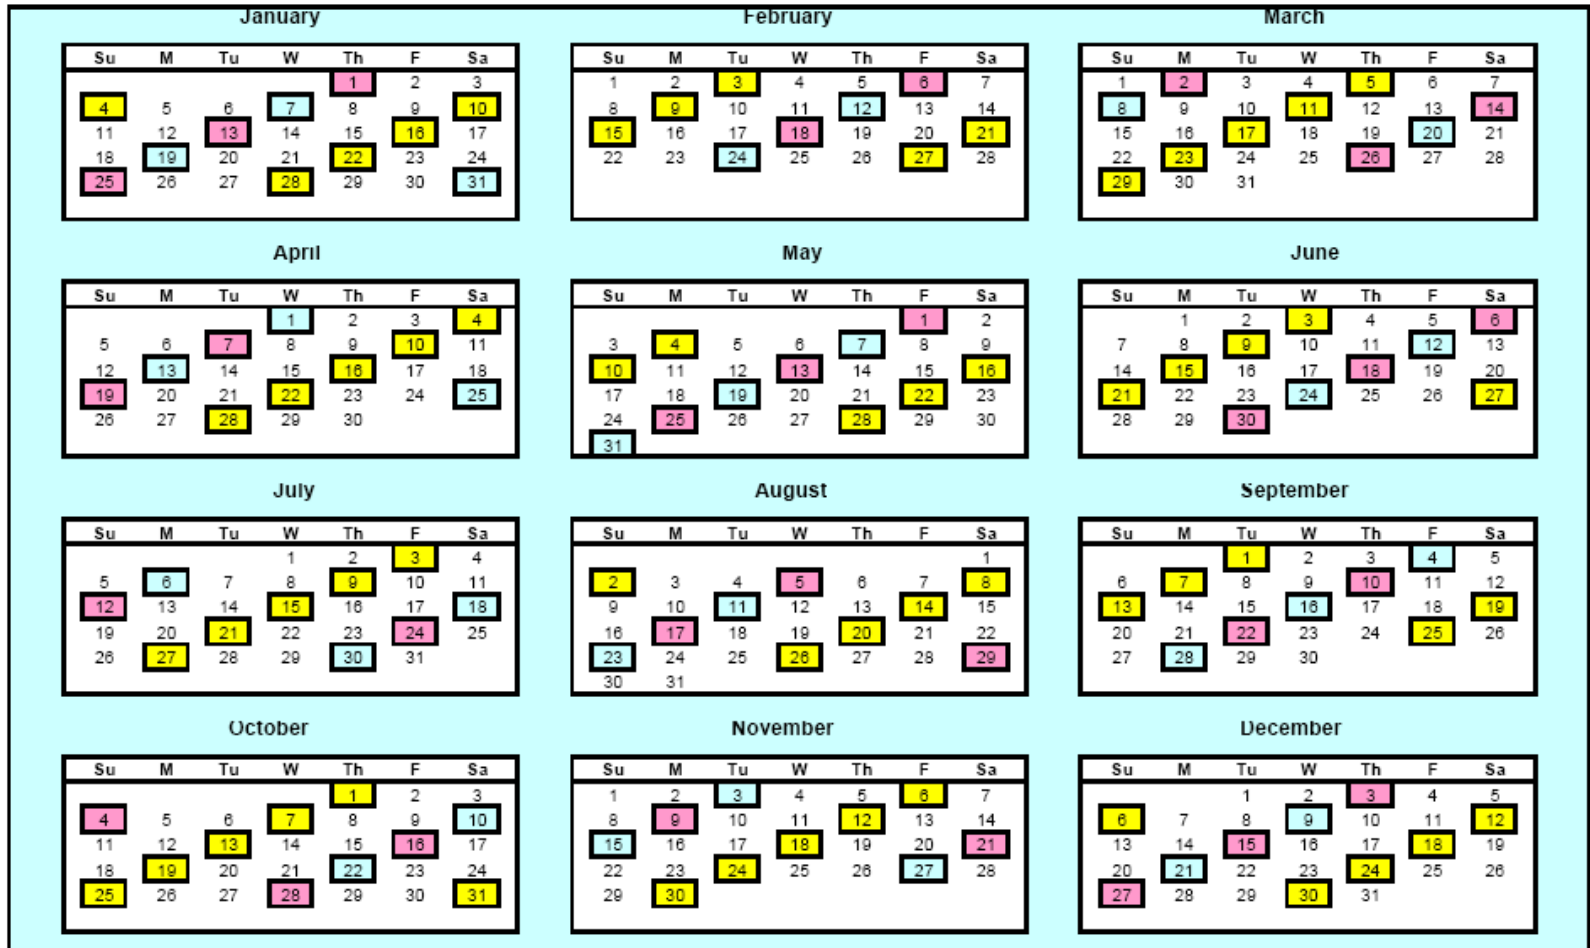 January February March
Su M Tu W Th F Sa Su M Tu W Th F Sa Su M Tu W Th F Sa
1 2 3 1 2 3 4 5 6 7 1 2 3 4 5 6 7
4 5 6 7 8 9 10 8 9 10 11 12 13 14 8 9 10 11 12 13 14
11 12 13 14 15 16 17 15 16 17 18 19 20 21 15 16 17 18 19 20 21
18 19 20 21 22 23 24 22 23 24 25 26 27 28 22 23 24 25 26 27 28
25 26 27 28 29 30 31 29 30 31
April May June
Su M Tu W Th F Sa Su M Tu W Th F Sa Su M Tu W Th F Sa
1 2 3 4 1 2 1 2 3 4 5 6
5 6 7 8 9 10 11 3 4 5 6 7 8 9 7 8 9 10 11 12 13
12 13 14 15 16 17 18 10 11 12 13 14 15 16 14 15 16 17 18 19 20
19 20 21 22 23 24 25 17 18 19 20 21 22 23 21 22 23 24 25 26 27
26 27 28 29 30 24 25 26 27 28 29 30 28 29 30
31
July August September
Su M Tu W Th F Sa Su M Tu W Th F Sa Su M Tu W Th F Sa
1 2 3 4 1 1 2 3 4 5
5 6 7 8 9 10 11 2 3 4 5 6 7 8 6 7 8 9 10 11 12
12 13 14 15 16 17 18 9 10 11 12 13 14 15 13 14 15 16 17 18 19
19 20 21 22 23 24 25 16 17 18 19 20 21 22 20 21 22 23 24 25 26
26 27 28 29 30 31 23 24 25 26 27 28 29 27 28 29 30
30 31
October November December
Su M Tu W Th F Sa Su M Tu W Th F Sa Su M Tu W Th F Sa
1 2 3 1 2 3 4 5 6 7 1 2 3 4 5
4 5 6 7 8 9 10 8 9 10 11 12 13 14 6 7 8 9 10 11 12
11 12 13 14 15 16 17 15 16 17 18 19 20 21 13 14 15 16 17 18 19
18 19 20 21 22 23 24 22 23 24 25 26 27 28 20 21 22 23 24 25 26
25 26 27 28 29 30 31 29 30 27 28 29 30 31